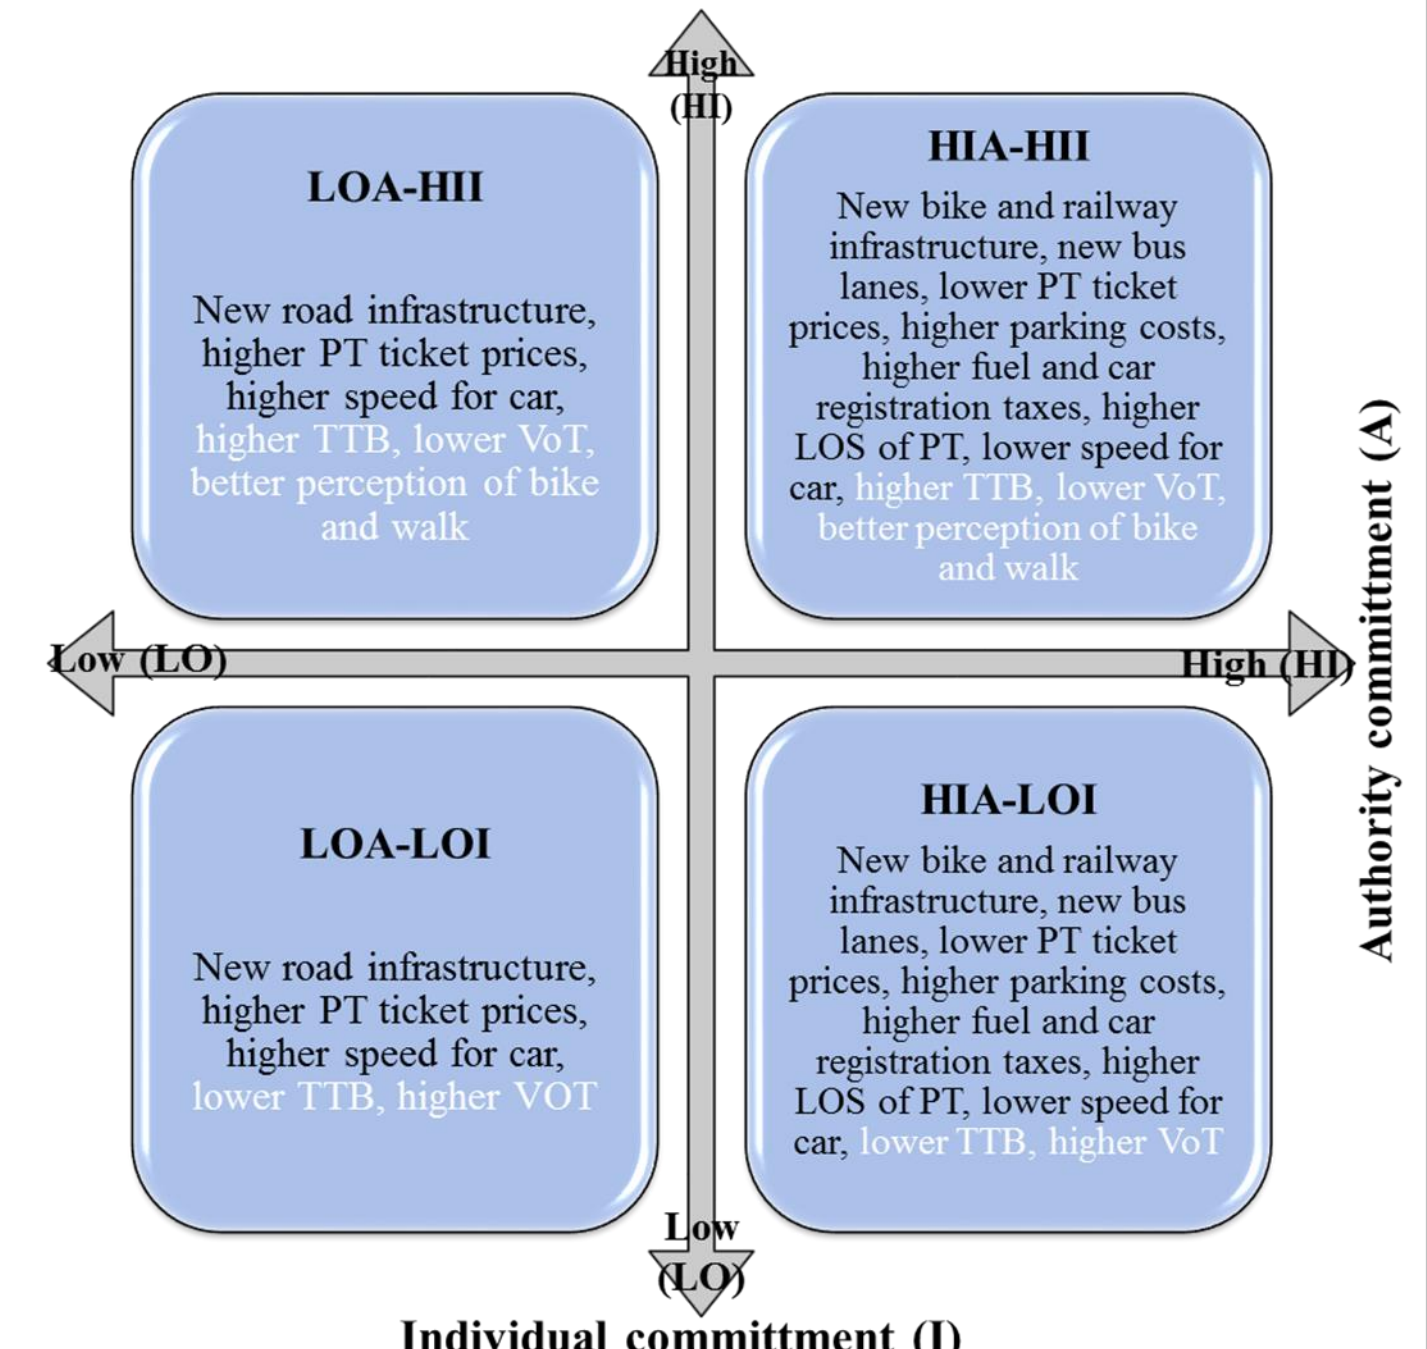 High
(HI)
LOA-HII
New road infrastructure,
higher PT ticket prices,
higher speed for car,
higher TTB, lower VoT,
better perception of bike
and walk
HIA-HII
New bike and railway
infrastructure, new bus
lanes, lower PT ticket
prices, higher parking costs,
higher fuel and car
registration taxes, higher
LOS of PT, lower speed for
car, higher TTB, lower VoT,
better perception of bike
and walk
Low (LO)
High (HI)
Authority committment (A)
LOA-LOI
New road infrastructure,
higher PT ticket prices,
higher speed for car,
lower TTB, higher VOT
HIA-LOI
New bike and railway
infrastructure, new bus
lanes, lower PT ticket
prices, higher parking costs,
higher fuel and car
registration taxes, higher
LOS of PT, lower speed for
car, lower TTB, higher VoT
Low
(LO)
Individual committment (I)